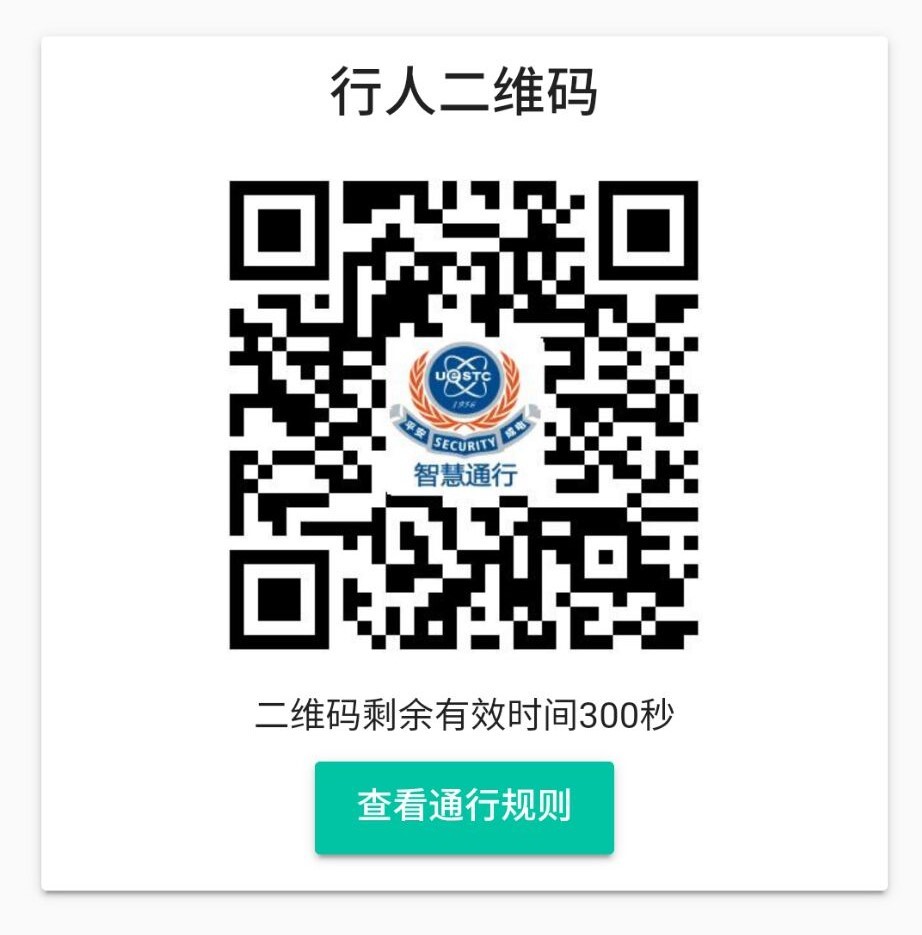 行人二维码
UESTC
1956
平安 SECURITY 成电
智慧通行
二维码剩余有效时间300秒
查看通行规则